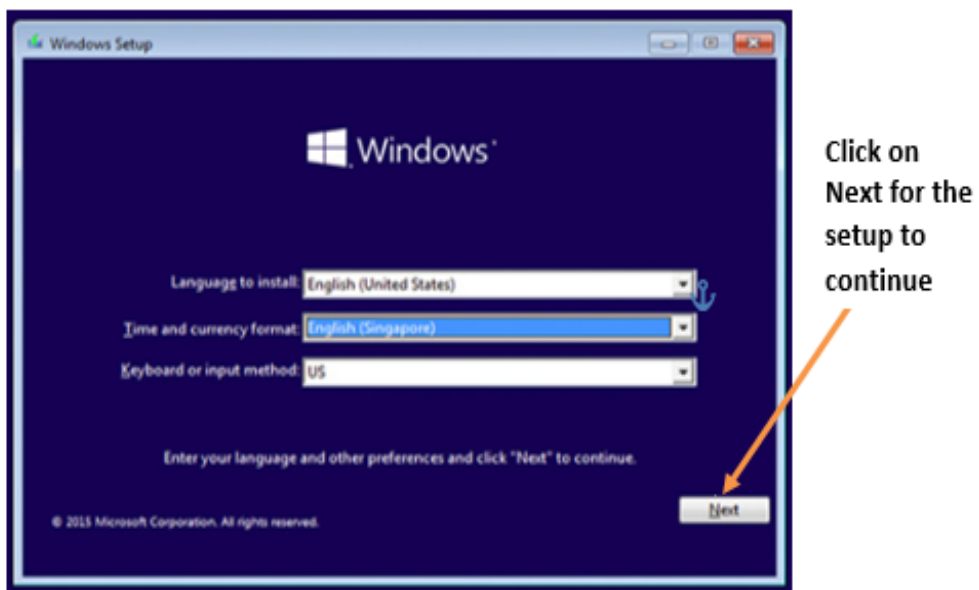 Windows Setup
Windows
Click on
Next for the
setup to
continue
Language to install: English (United States)
Time and currency format: English (Singapore)
Keyboard or input method: US
Enter your language and other preferences and click "Next" to continue.
Next
© 2015 Microsoft Corporation. All rights reserved.